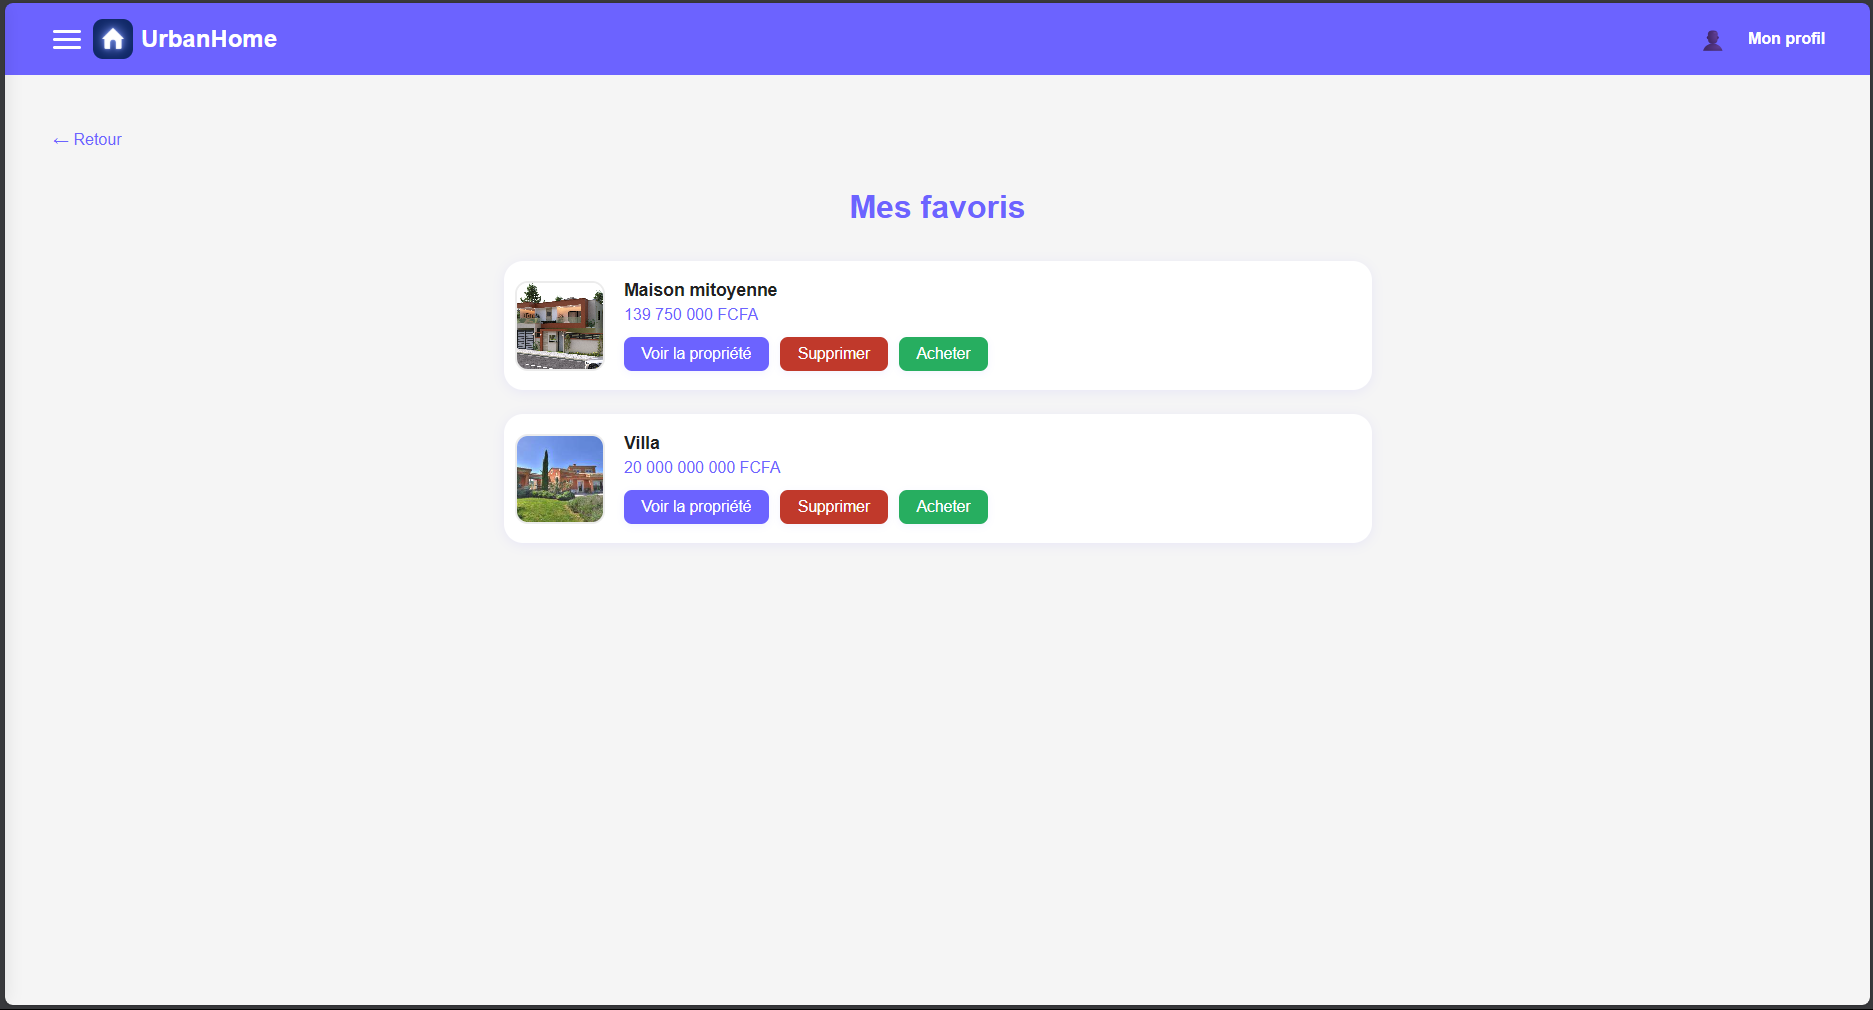 UrbanHome
Mon profil
← Retour
Mes favoris
Maison mitoyenne
139 750 000 FCFA
Voir la propriété Supprimer Acheter
Villa
20 000 000 000 FCFA
Voir la propriété Supprimer Acheter